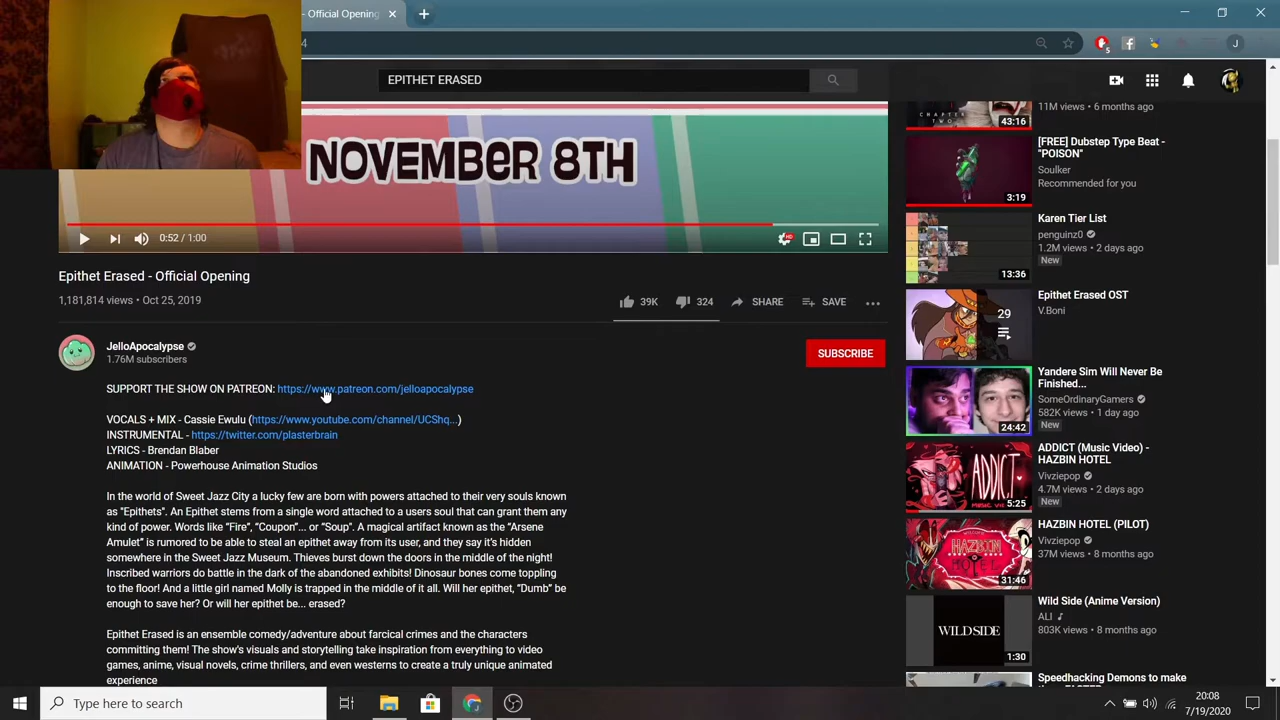 - Official Opening
4
5
J
EPITHET ERASED
NOVEMBER 8TH
0:52 / 1:00
HD
Epithet Erased - Official Opening
1,181,814 views • Oct 25, 2019
39K
324
SHARE
SAVE
JelloApocalypse
1.76M subscribers
SUBSCRIBE
SUPPORT THE SHOW ON PATREON: https://www.patreon.com/jelloapocalypse
VOCALS + MIX - Cassie Ewulu (https://www.youtube.com/channel/UCShq...)
INSTRUMENTAL - https://twitter.com/plasterbrain
LYRICS - Brendan Blaber
ANIMATION - Powerhouse Animation Studios
In the world of Sweet Jazz City a lucky few are born with powers attached to their very souls known
as "Epithets". An Epithet stems from a single word attached to a users soul that can grant them any
kind of power. Words like “Fire”, “Coupon”... or “Soup”. A magical artifact known as the “Arsene
Amulet” is rumored to be able to steal an epithet away from its user, and they say it's hidden
somewhere in the Sweet Jazz Museum. Thieves burst down the doors in the middle of the night!
Inscribed warriors do battle in the dark of the abandoned exhibits! Dinosaur bones come toppling
to the floor! And a little girl named Molly is trapped in the middle of it all. Will her epithet, “Dumb” be
enough to save her? Or will her epithet be... erased?
Epithet Erased is an ensemble comedy/adventure about farcical crimes and the characters
committing them! The show's visuals and storytelling take inspiration from everything to video
games, anime, visual novels, crime thrillers, and even westerns to create a truly unique animated
experience
CHAPTER
TWO
43:16
11M views • 6 months ago
3:19
[FREE] Dubstep Type Beat -
"POISON"
Soulker
Recommended for you
13:36
Karen Tier List
penguinz0
1.2M views • 2 days ago
New
29
Epithet Erased OST
V.Boni
24:42
Yandere Sim Will Never Be
Finished...
SomeOrdinaryGamers
582K views • 1 day ago
New
5:25
ADDICT (Music Video) -
HAZBIN HOTEL
Vivziepop
4.7M views • 2 days ago
New
HAZBIN
HOTEL
31:46
HAZBIN HOTEL (PILOT)
Vivziepop
37M views • 8 months ago
WILDSIDE
1:30
Wild Side (Anime Version)
ALI
803K views • 8 months ago
Speedhacking Demons to make
Type here to search
20:08
7/19/2020